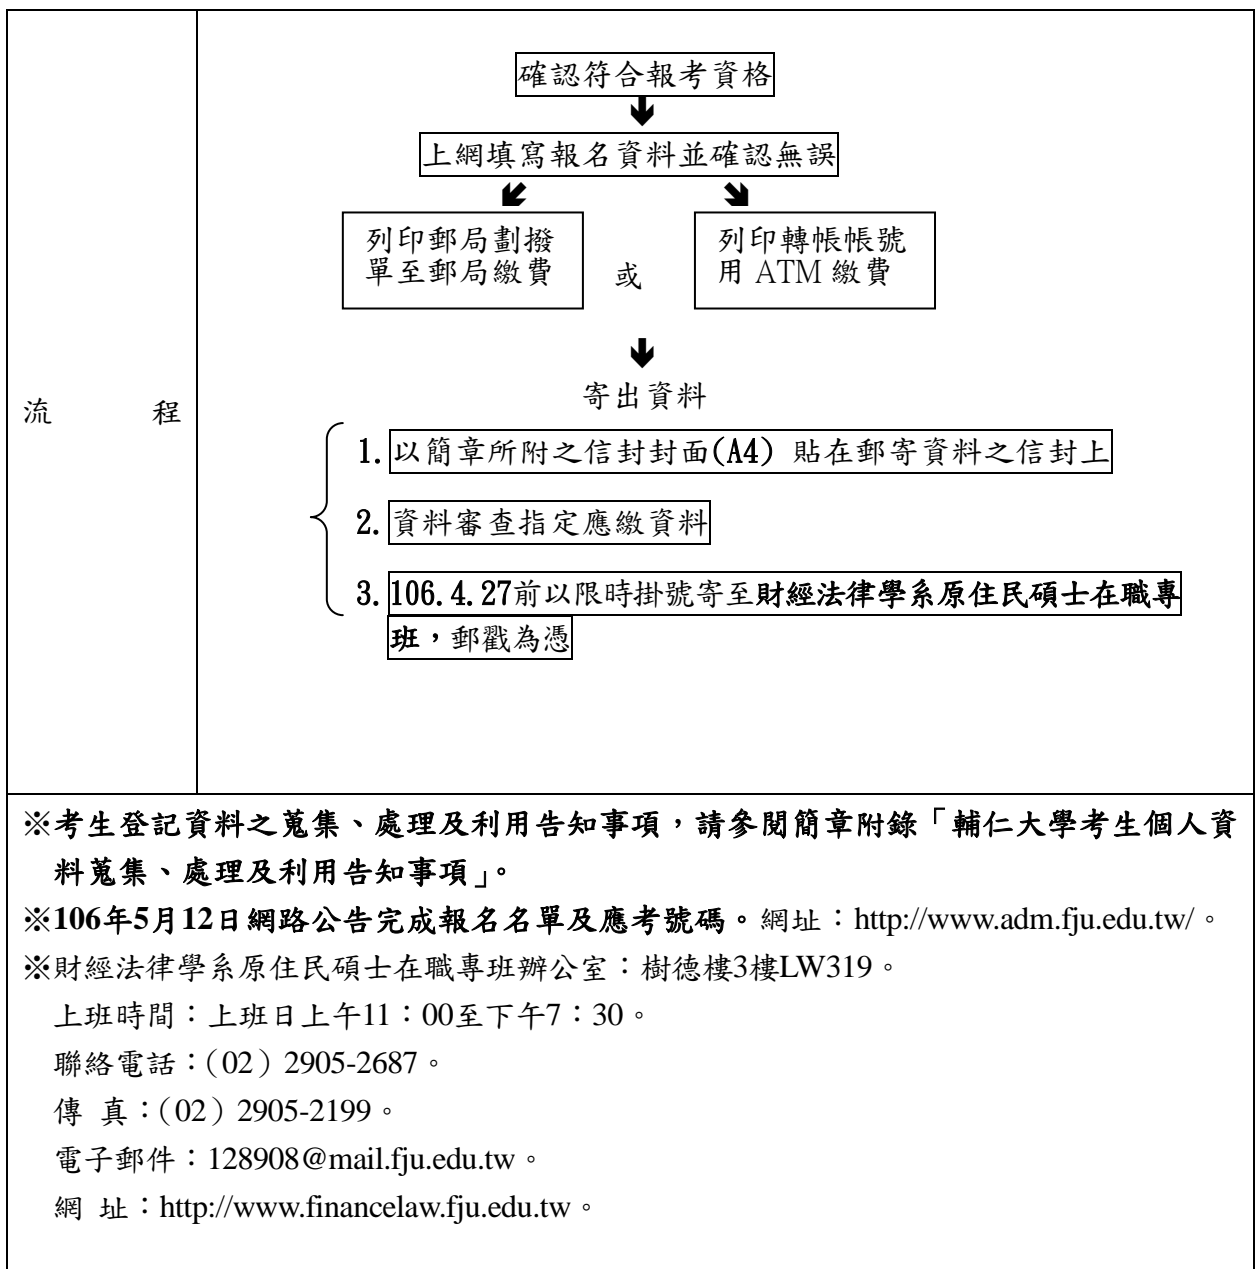 流 程
確認符合報考資格
上網填寫報名資料並確認無誤
列印郵局劃撥
單至郵局繳費
或
列印轉帳帳號
用 ATM 繳費
寄出資料
1. 以簡章所附之信封封面(A4) 貼在郵寄資料之信封上
2. 資料審查指定應繳資料
3. 106.4.27前以限時掛號寄至財經法律學系原住民碩士在職專
班，郵戳為憑
※考生登記資料之蒐集、處理及利用告知事項，請參閱簡章附錄「輔仁大學考生個人資
料蒐集、處理及利用告知事項」。
※106年5月12日網路公告完成報名名單及應考號碼。網址：http://www.adm.fju.edu.tw/。
※財經法律學系原住民碩士在職專班辦公室：樹德樓3樓LW319。
上班時間：上班日上午11：00至下午7：30。
聯絡電話：（02）2905-2687。
傳 真：（02）2905-2199。
電子郵件：128908@mail.fju.edu.tw。
網 址：http://www.financelaw.fju.edu.tw。